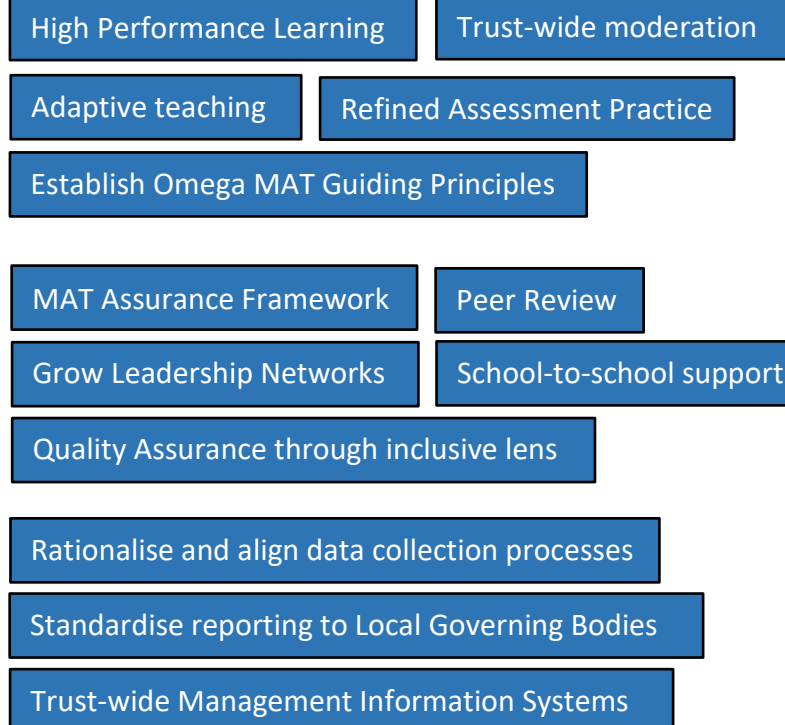 High Performance Learning Trust-wide moderation
Adaptive teaching Refined Assessment Practice
Establish Omega MAT Guiding Principles
MAT Assurance Framework Peer Review
Grow Leadership Networks School-to-school support
Quality Assurance through inclusive lens
Rationalise and align data collection processes
Standardise reporting to Local Governing Bodies
Trust-wide Management Information Systems